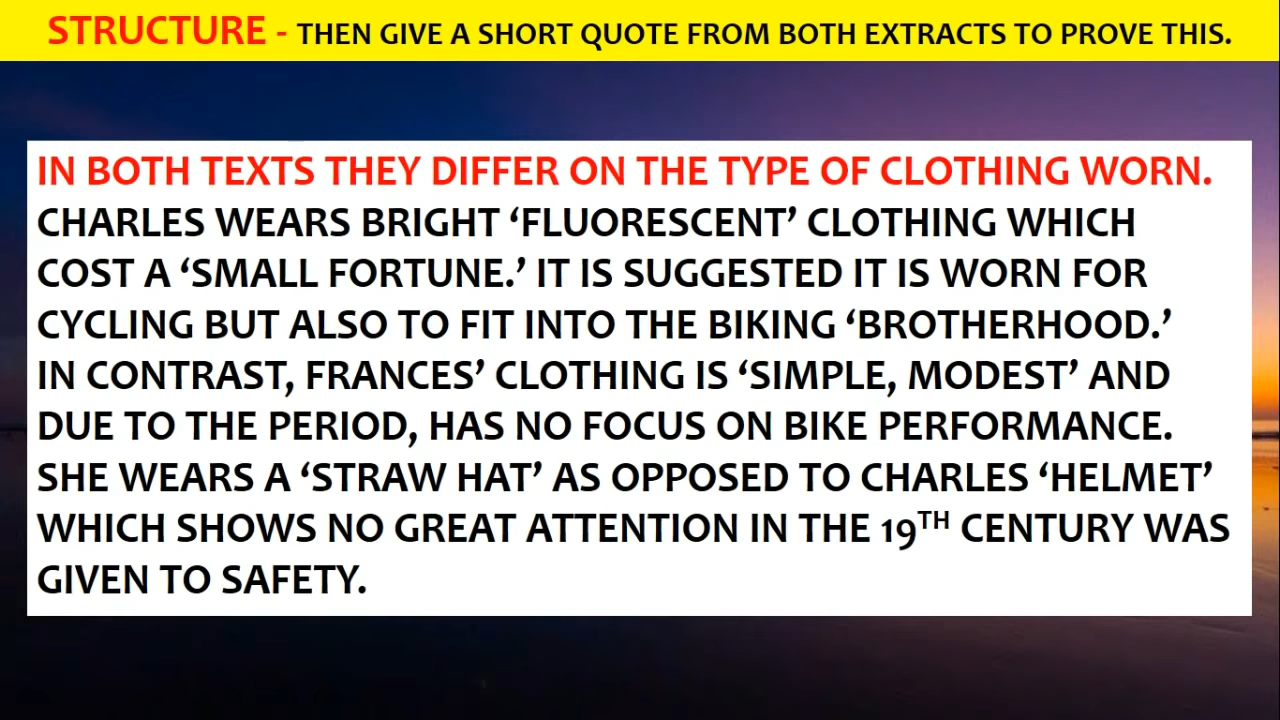 STRUCTURE - THEN GIVE A SHORT QUOTE FROM BOTH EXTRACTS TO PROVE THIS.
IN BOTH TEXTS THEY DIFFER ON THE TYPE OF CLOTHING WORN.
CHARLES WEARS BRIGHT ‘FLUORESCENT’ CLOTHING WHICH
COST A ‘SMALL FORTUNE.’ IT IS SUGGESTED IT IS WORN FOR
CYCLING BUT ALSO TO FIT INTO THE BIKING ‘BROTHERHOOD.’
IN CONTRAST, FRANCES’ CLOTHING IS ‘SIMPLE, MODEST’ AND
DUE TO THE PERIOD, HAS NO FOCUS ON BIKE PERFORMANCE.
SHE WEARS A ‘STRAW HAT’ AS OPPOSED TO CHARLES ‘HELMET’
WHICH SHOWS NO GREAT ATTENTION IN THE 19TH CENTURY WAS
GIVEN TO SAFETY.